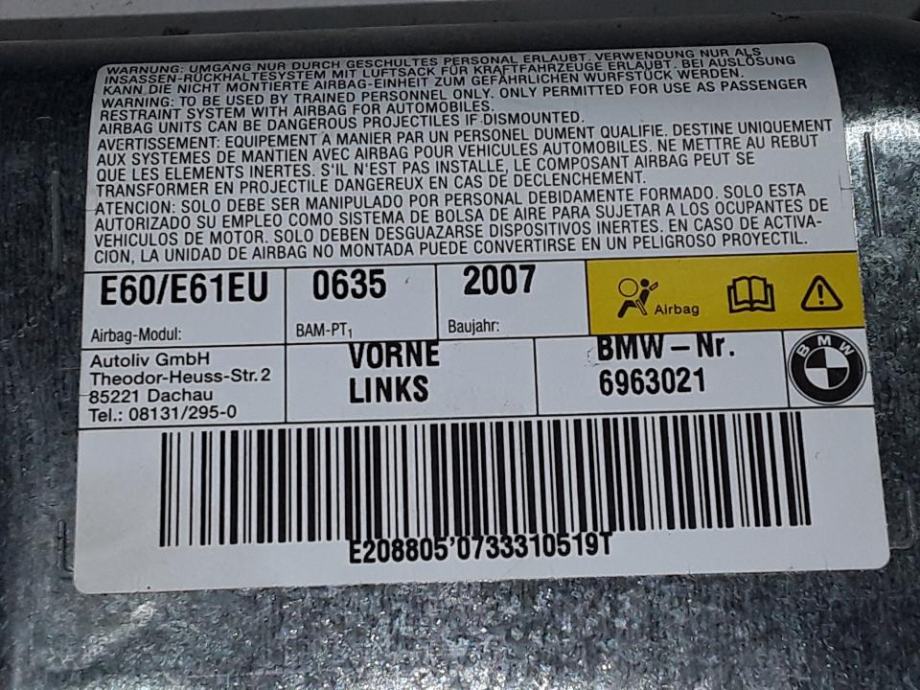 WARNUNG: UMGANG NUR DURCH GESCHULTES PERSONAL ERLAUBT. VERWENDUNG NUR ALS
INSASSEN-RÜCKHALTESYSTEM MIT LUFTSACK FÜR KRAFTFAHRZEUGE ERLAUBT. BEI AUSLÖSUNG
KANN DIE NICHT MONTIERTE AIRBAG-EINHEIT ZUM GEFÄHRLICHEN WURFSTÜCK WERDEN.
WARNING: TO BE USED BY TRAINED PERSONNEL ONLY. ONLY PERMITTED FOR USE AS PASSENGER
RESTRAINT SYSTEM WITH AIRBAG FOR AUTOMOBILES.
AIRBAG UNITS CAN BE DANGEROUS PROJECTILES IF DISMOUNTED.
AVERTISSEMENT: EQUIPEMENT À MANIER PAR UN PERSONEL DUMENT QUALIFIE. DESTINE UNIQUEMENT
AUX SYSTEMES DE MANTIEN AVEC AIRBAG POUR VEHICULES AUTOMOBILES. NE METTRE AU REBUT
QUE LES ELEMENTS INERTES. S'IL N'EST PAS INSTALLE, LE COMPOSANT AIRBAG PEUT SE
TRANSFORMER EN PROJECTILE DANGEREUX EN CAS DE DECLENCHEMENT.
ATENCION: SOLO DEBE SER MANIPULADO POR PERSONAL DEBIDAMENTE FORMADO. SOLO ESTA
AUTORIZADO SU EMPLEO COMO SISTEMA DE BOLSA DE AIRE PARA SUJETAR A LOS OCUPANTES DE
VEHICULOS DE MOTOR. SOLO DEBEN DESGUAZARSE DISPOSITIVOS INERTES. EN CASO DE ACTIVA-
CION, LA UNIDAD DE AIRBAG NO MONTADA PUEDE CONVERTIRSE EN UN PELIGROSO PROYECTIL.
E60/E61EU 0635 2007
Airbag
Airbag-Modul: BAM-PT1 Baujahr:
Autoliv GmbH
Theodor-Heuss-Str.2
85221 Dachau
Tel.: 08131/295-0
VORNE
LINKS
BMW-Nr.
6963021
BMW
E208805'0733310519T